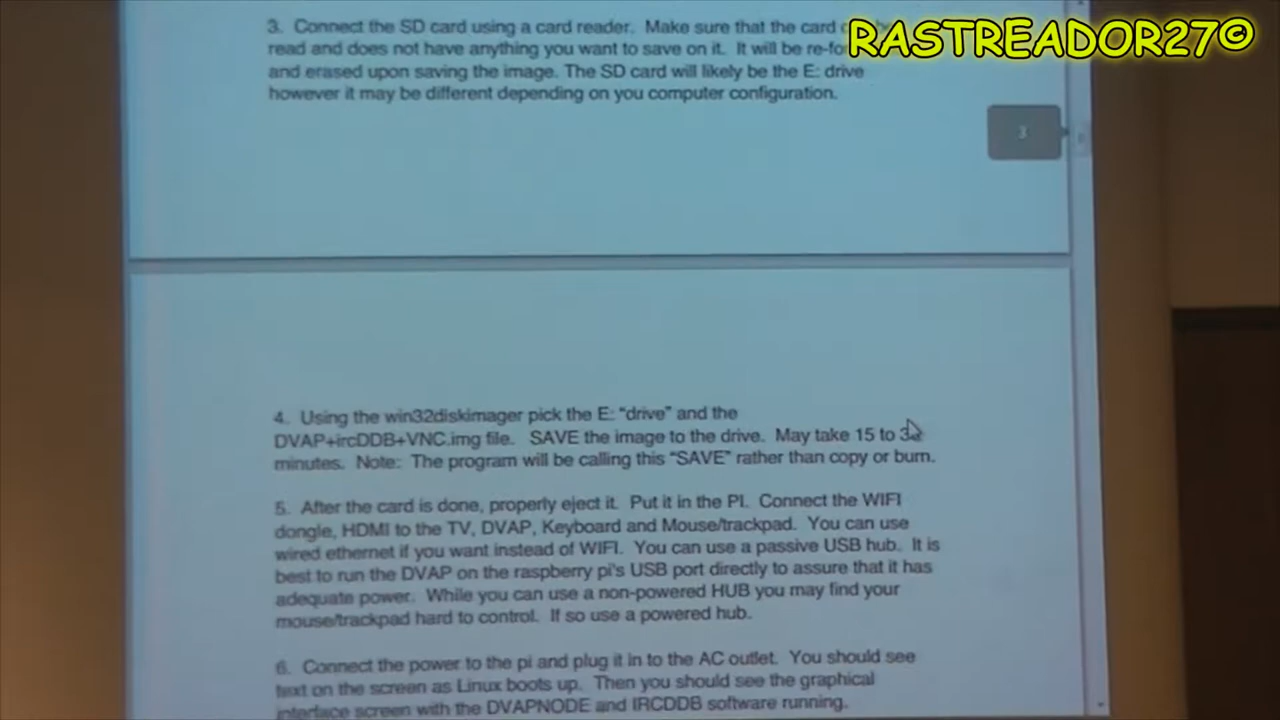 3. Connect the SD card using a card reader. Make sure that the card
RASTREADOR27©
read and does not have anything you want to save on it. It will be re-fo
and erased upon saving the image. The SD card will likely be the E: drive
however it may be different depending on you computer configuration.
3
4. Using the win32diskimager pick the E: “drive” and the
DVAP+ircDDB+VNC.img file. SAVE the image to the drive. May take 15 to
minutes. Note: The program will be calling this “SAVE” rather than copy or burn.
5. After the card is done, properly eject it. Put it in the PI. Connect the WIFI
dongle, HDMI to the TV, DVAP, Keyboard and Mouse/trackpad. You can use
wired ethernet if you want instead of WIFI. You can use a passive USB hub. It is
best to run the DVAP on the raspberry pi's USB port directly to assure that it has
adequate power. While you can use a non-powered HUB you may find your
mouse/trackpad hard to control. If so use a powered hub.
6. Connect the power to the pi and plug it in to the AC outlet. You should see
text on the screen as Linux boots up. Then you should see the graphical
interface screen with the DVAPNODE and IRCDDB software running.